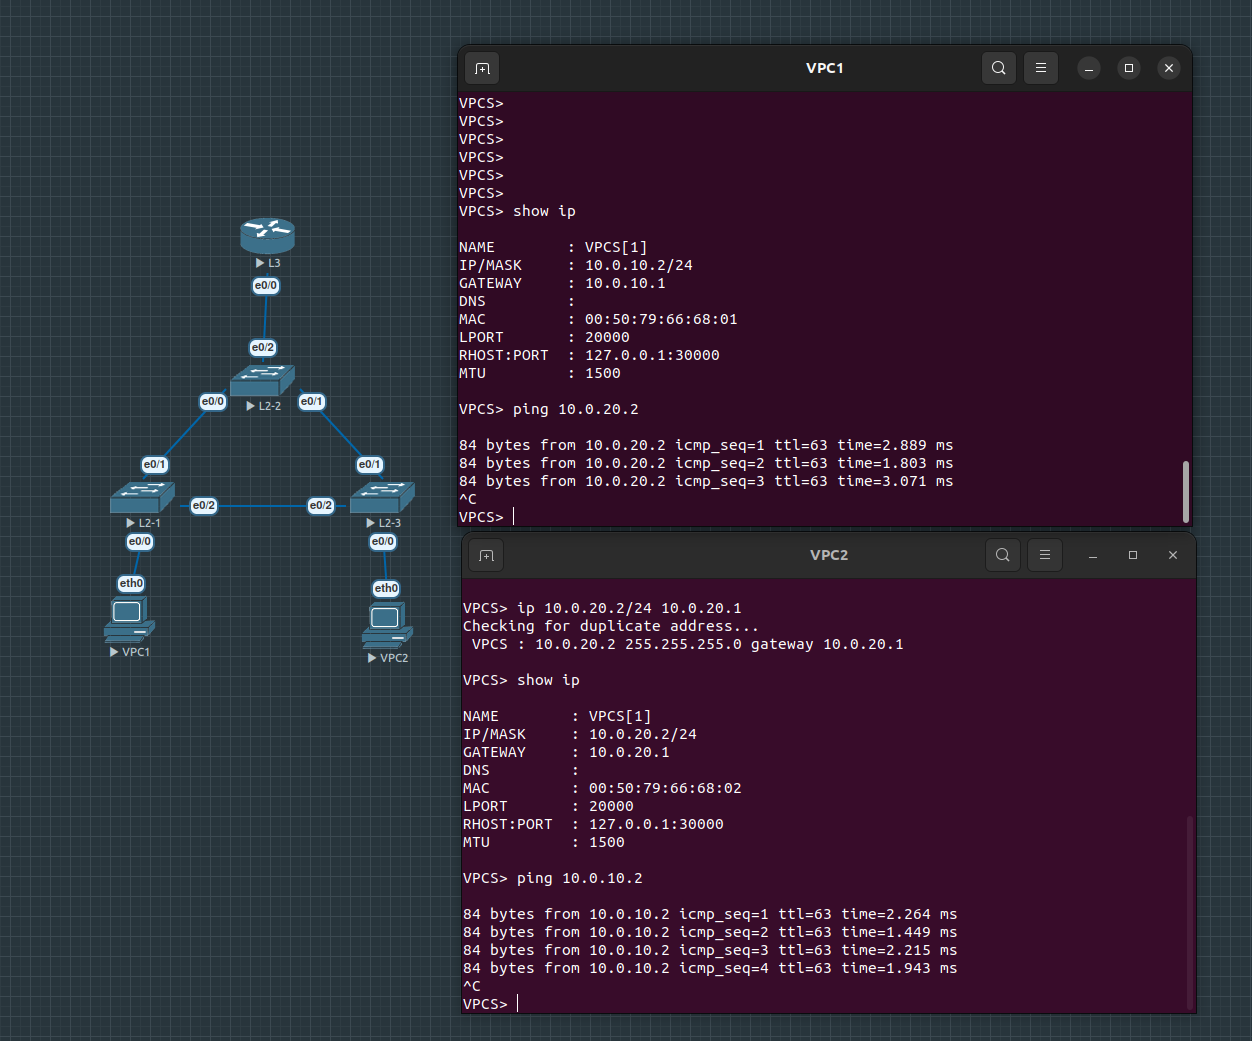 L3
e0/0
e0/2
e0/0
e0/1
L2-2
e0/1
e0/1
e0/2
e0/2
L2-1
L2-3
e0/0
e0/0
eth0
eth0
VPC1
VPC2
VPC1
VPCS>
VPCS>
VPCS>
VPCS>
VPCS>
VPCS>
VPCS> show ip
NAME        : VPCS[1]
IP/MASK     : 10.0.10.2/24
GATEWAY     : 10.0.10.1
DNS         :
MAC         : 00:50:79:66:68:01
LPORT       : 20000
RHOST:PORT  : 127.0.0.1:30000
MTU         : 1500
VPCS> ping 10.0.20.2
84 bytes from 10.0.20.2 icmp_seq=1 ttl=63 time=2.889 ms
84 bytes from 10.0.20.2 icmp_seq=2 ttl=63 time=1.803 ms
84 bytes from 10.0.20.2 icmp_seq=3 ttl=63 time=3.071 ms
^C
VPCS>
VPC2
VPCS> ip 10.0.20.2/24 10.0.20.1
Checking for duplicate address...
 VPCS : 10.0.20.2 255.255.255.0 gateway 10.0.20.1
VPCS> show ip
NAME        : VPCS[1]
IP/MASK     : 10.0.20.2/24
GATEWAY     : 10.0.20.1
DNS         :
MAC         : 00:50:79:66:68:02
LPORT       : 20000
RHOST:PORT  : 127.0.0.1:30000
MTU         : 1500
VPCS> ping 10.0.10.2
84 bytes from 10.0.10.2 icmp_seq=1 ttl=63 time=2.264 ms
84 bytes from 10.0.10.2 icmp_seq=2 ttl=63 time=1.449 ms
84 bytes from 10.0.10.2 icmp_seq=3 ttl=63 time=2.215 ms
84 bytes from 10.0.10.2 icmp_seq=4 ttl=63 time=1.943 ms
^C
VPCS>